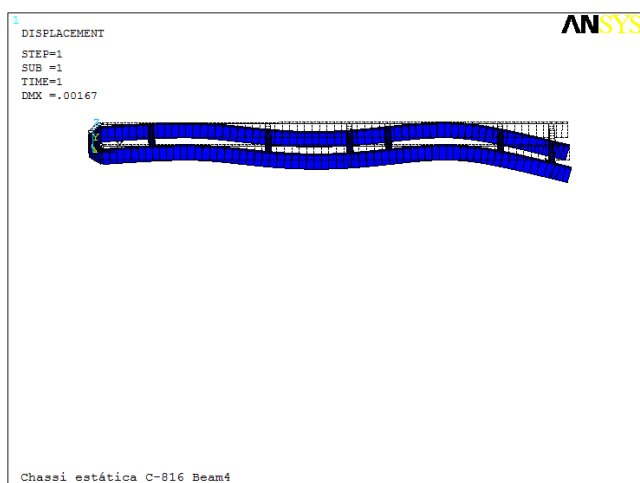 1
ANSYS
DISPLACEMENT
STEP=1
SUB =1
TIME=1
DMX =.00167
Chassi estática C-816 Beam4